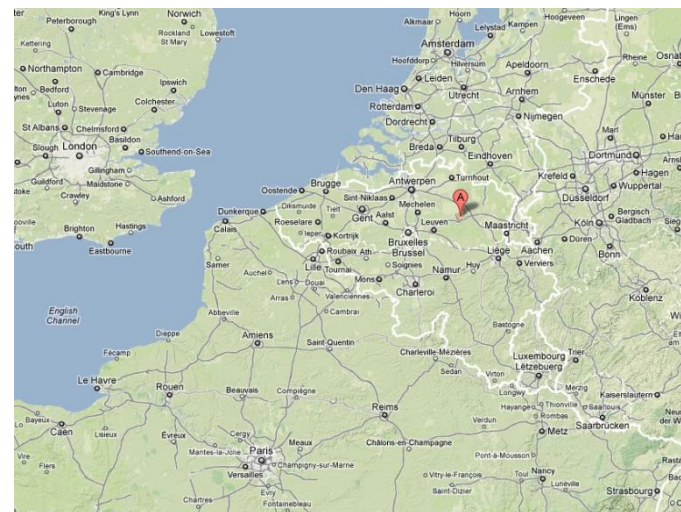 King's Lynn
Norwich
Peterborough
Rockland
St Mary
Lowestoft
Kettering
Northampton
Cambridge
Bedford
Ipswich
Luton
Stevenage
Colchester
St Albans
Chelmsford
Basildon
Slough
London
Southend-on-Sea
Gillingham
Guildford
Maidstone
Crawley
Ashford
Brighton
Hastings
Eastbourne
English
Channel
Alkmaar
Hoorn
Lelystad
Kampen
Hoogeveen
Lingen
(Ems)
Amsterdam
Hoofddorp
Hilversum
Apeldoorn
Enschede
Rheine
Leiden
Den Haag
Utrecht
Arnhem
Münster
Rotterdam
Nijmegen
Dordrecht
Tilburg
Breda
Eindhoven
Marl
Dortmund
Hagen
Krefeld
Wuppertal
Düsseldorf
Oostende
Brugge
Antwerpen
Turnhout
Sint-Niklaas
Mechelen
A
Dunkerque
Diksmuide
Tielt
Gent
Aalst
Leuven
Maastricht
Köln
Bergisch
Gladbach
Calais
Roeselare
Ieper
Kortrijk
Bruxelles
Brussel
Aachen
Düren
Bonn
Roubaix
Ath
Soignies
Liège
Verviers
Samer
Lille
Tournai
Namur
Huy
Auchel
Lens
Douai
Mons
Charleroi
Koblenz
Arras
Valenciennes
Cambrai
Abbeville
Bastogne
Dieppe
Amiens
Saint-Quentin
Charleville-Mézières
Sedan
Luxembourg
Lëtzebuerg
Trier
Fécamp
Virton
Longwy
Merzig
Kaiserslautern
Le Havre
Rouen
Beauvais
Compiègne
Reims
Hayange
Thionville
Saarlouis
Rombas
Saarbrücken
Bayeux
Caen
Lisieux
Évreux
Cergy
Mantes-la-Jolie
Meaux
Châlons-en-Champagne
Verdun
Metz
Vire
Flers
Paris
Versailles
Champigny-sur-Marne
Pont-à-Mousson
Vitry-le-François
Toul
Nancy
Saint-Dizier
Lunéville
Strasbourg
Chartres
Evry
Fontainebleau